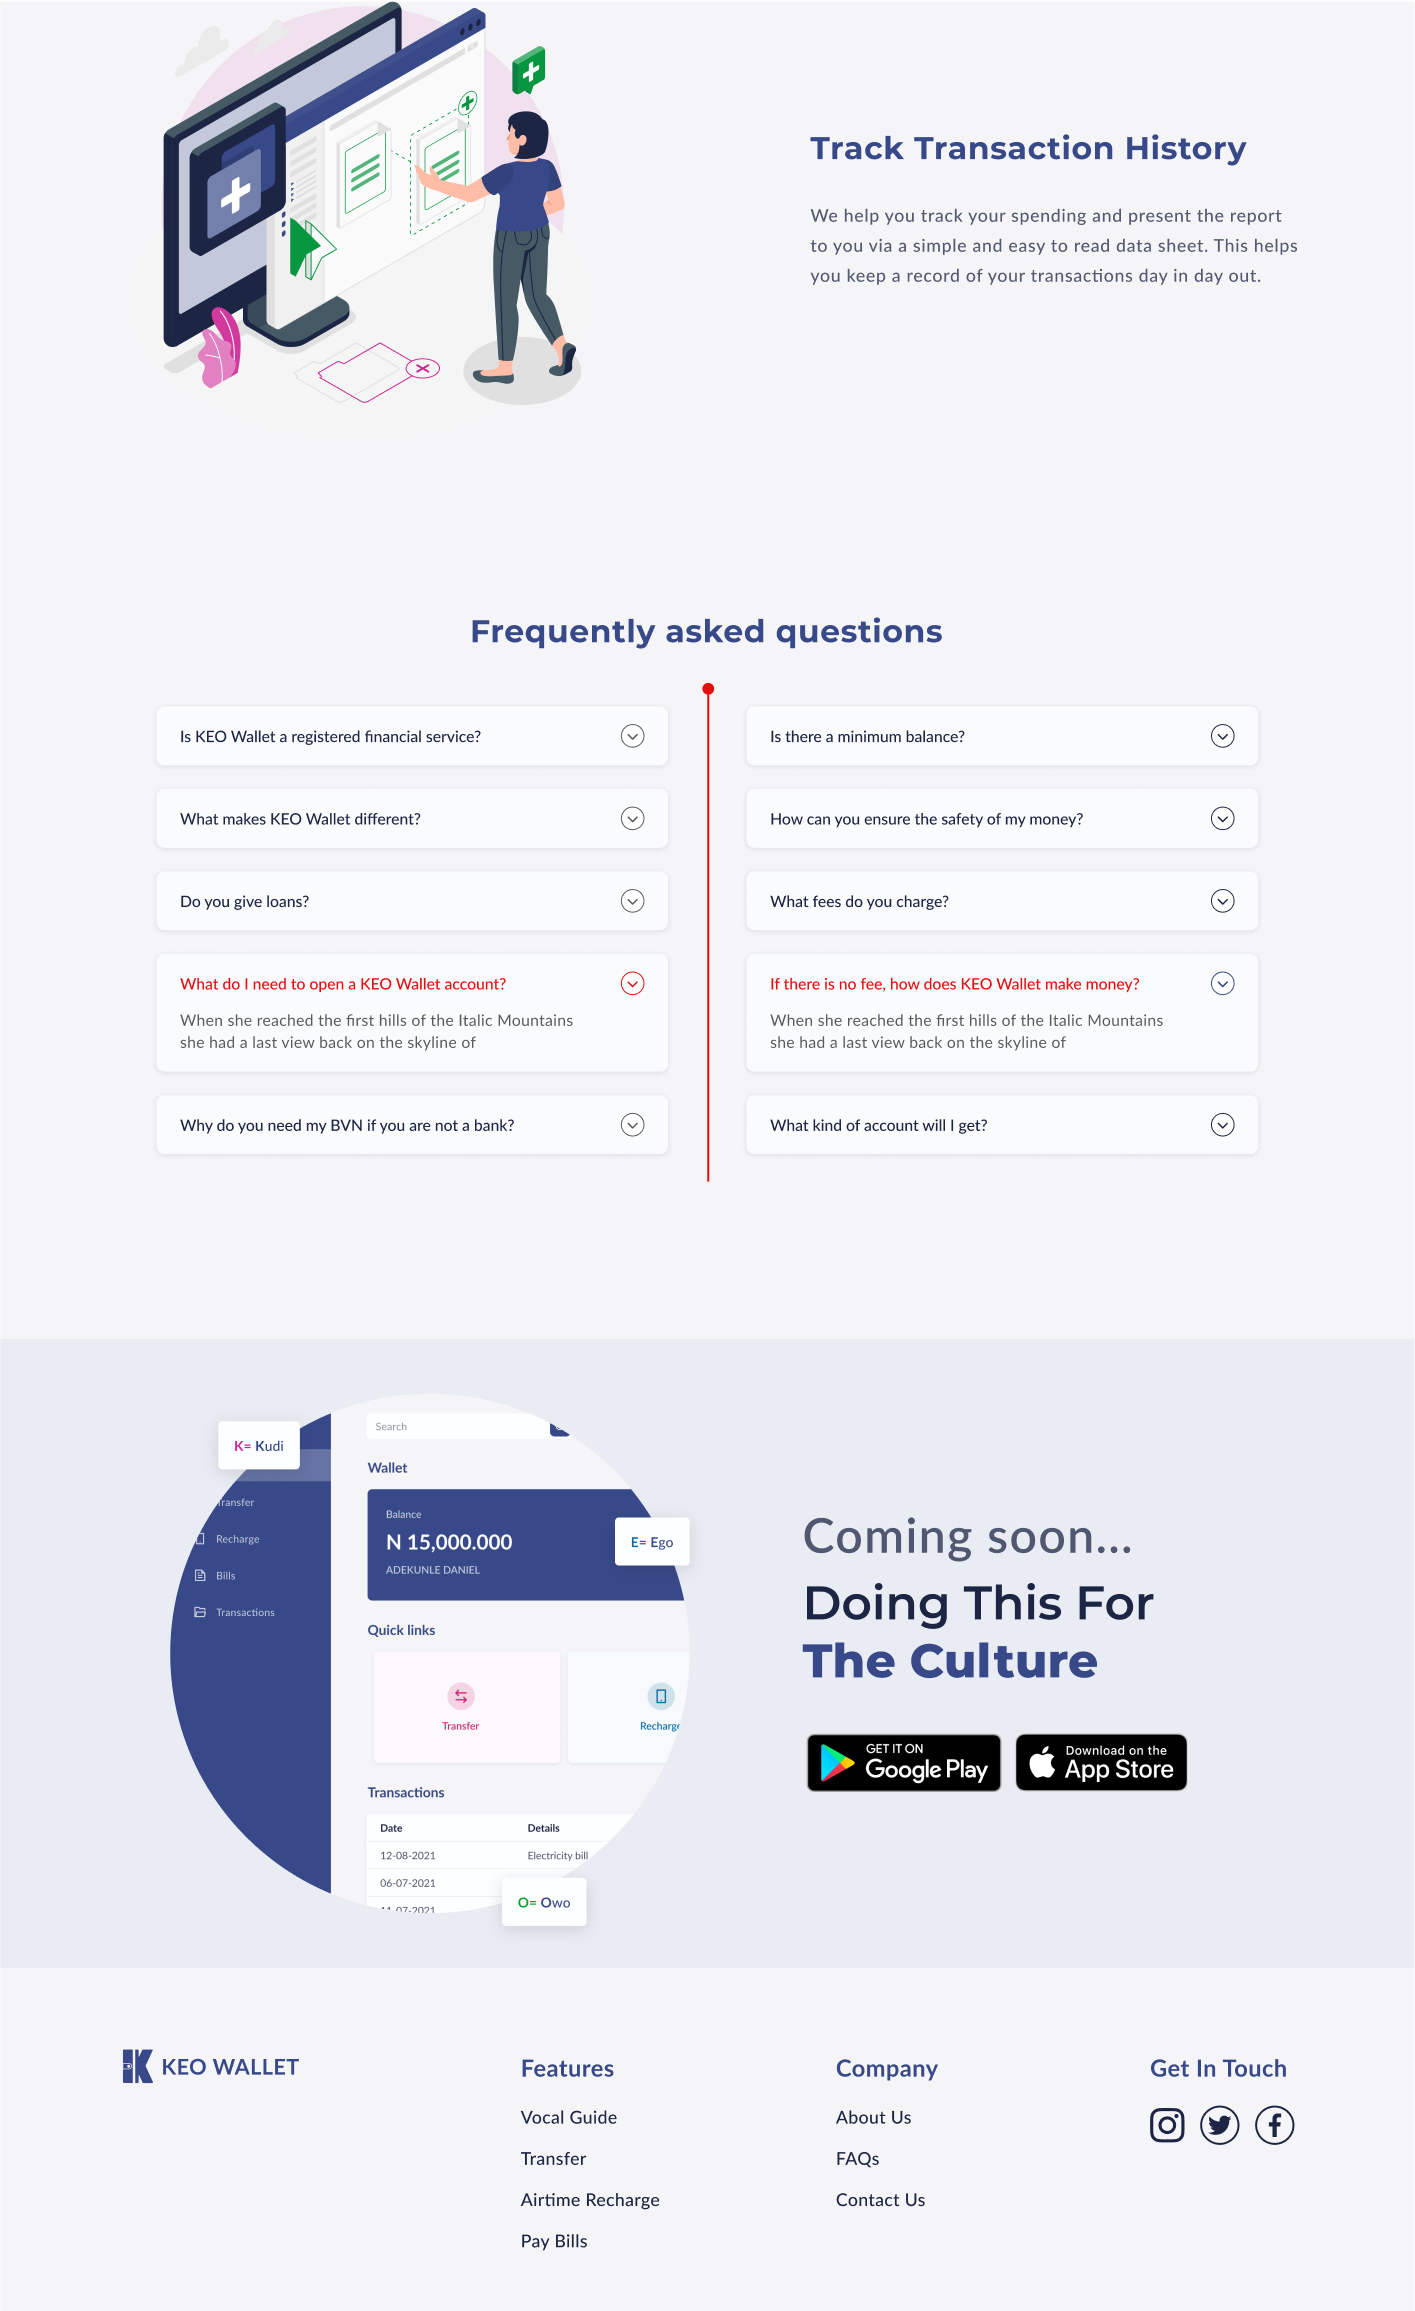 Track Transaction History
We help you track your spending and present the report
to you via a simple and easy to read data sheet. This helps
you keep a record of your transactions day in day out.
Frequently asked questions
Is KEO Wallet a registered financial service?
What makes KEO Wallet different?
Do you give loans?
What do I need to open a KEO Wallet account?
When she reached the first hills of the Italic Mountains
she had a last view back on the skyline of
Why do you need my BVN if you are not a bank?
Is there a minimum balance?
How can you ensure the safety of my money?
What fees do you charge?
If there is no fee, how does KEO Wallet make money?
When she reached the first hills of the Italic Mountains
she had a last view back on the skyline of
What kind of account will I get?
K= Kudi
Transfer
Recharge
Bills
Transactions
Search
Wallet
Balance
N 15,000.000
ADEKUNLE DANIEL
E= Ego
Quick links
Transfer
Recharge
Transactions
Date Details
12-08-2021 Electricity bill
06-07-2021
11-07-2021
O= Owo
Coming soon...
Doing This For
The Culture
GET IT ON
Google Play
Download on the
App Store
KEO WALLET
Features
Vocal Guide
Transfer
Airtime Recharge
Pay Bills
Company
About Us
FAQs
Contact Us
Get In Touch